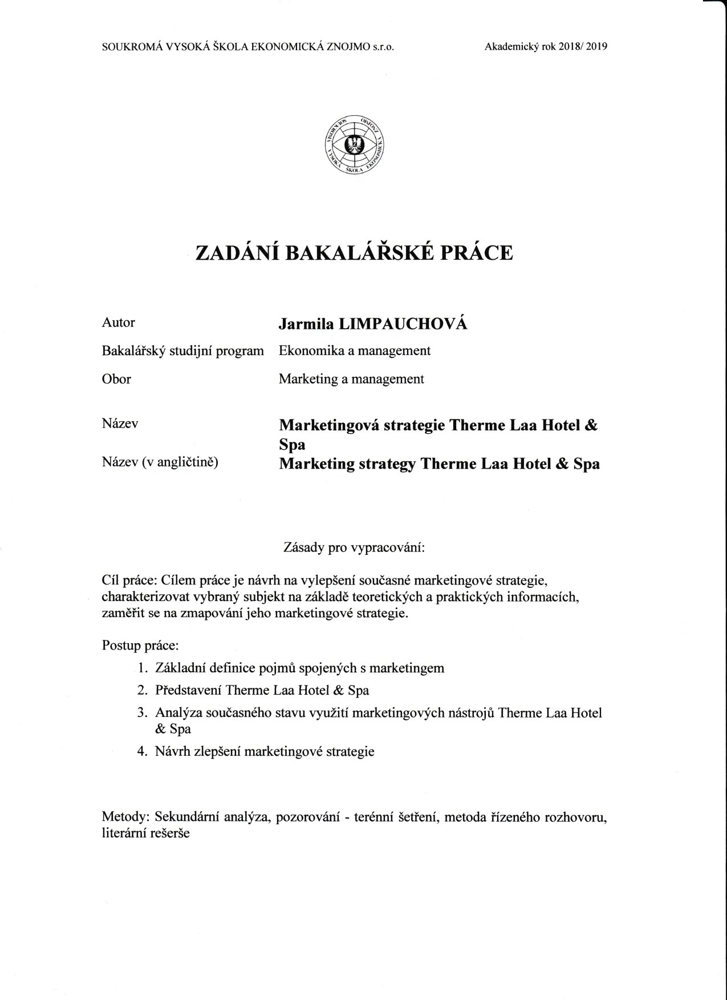 SOUKROMÁ VYSOKÁ ŠKOLA EKONOMICKÁ ZNOJMO s.r.o. Akademický rok 2018/ 2019
SOUKROMÁ VYSOKÁ ŠKOLA EKONOMICKÁ ZNOJMO
ZADÁNÍ BAKALÁŘSKÉ PRÁCE
Autor Jarmila LIMPAUCHOVÁ
Bakalářský studijní program Ekonomika a management
Obor Marketing a management
Název Marketingová strategie Therme Laa Hotel &
Spa
Název (v angličtině) Marketing strategy Therme Laa Hotel & Spa
Zásady pro vypracování:
Cíl práce: Cílem práce je návrh na vylepšení současné marketingové strategie,
charakterizovat vybraný subjekt na základě teoretických a praktických informacích,
zaměřit se na zmapování jeho marketingové strategie.
Postup práce:
1. Základní definice pojmů spojených s marketingem
2. Představení Therme Laa Hotel & Spa
3. Analýza současného stavu využití marketingových nástrojů Therme Laa Hotel
& Spa
4. Návrh zlepšení marketingové strategie
Metody: Sekundární analýza, pozorování - terénní šetření, metoda řízeného rozhovoru,
literární rešerše